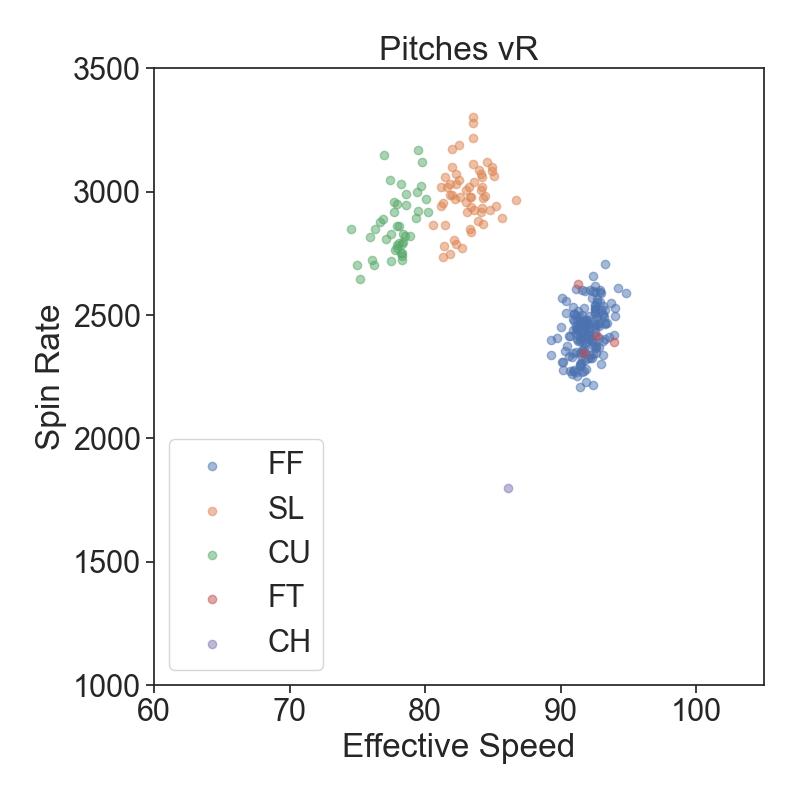 Pitches vR
3500
3000
2500
2000
1500
1000
Spin Rate
FF
SL
CU
FT
CH
60 70 80 90 100
Effective Speed